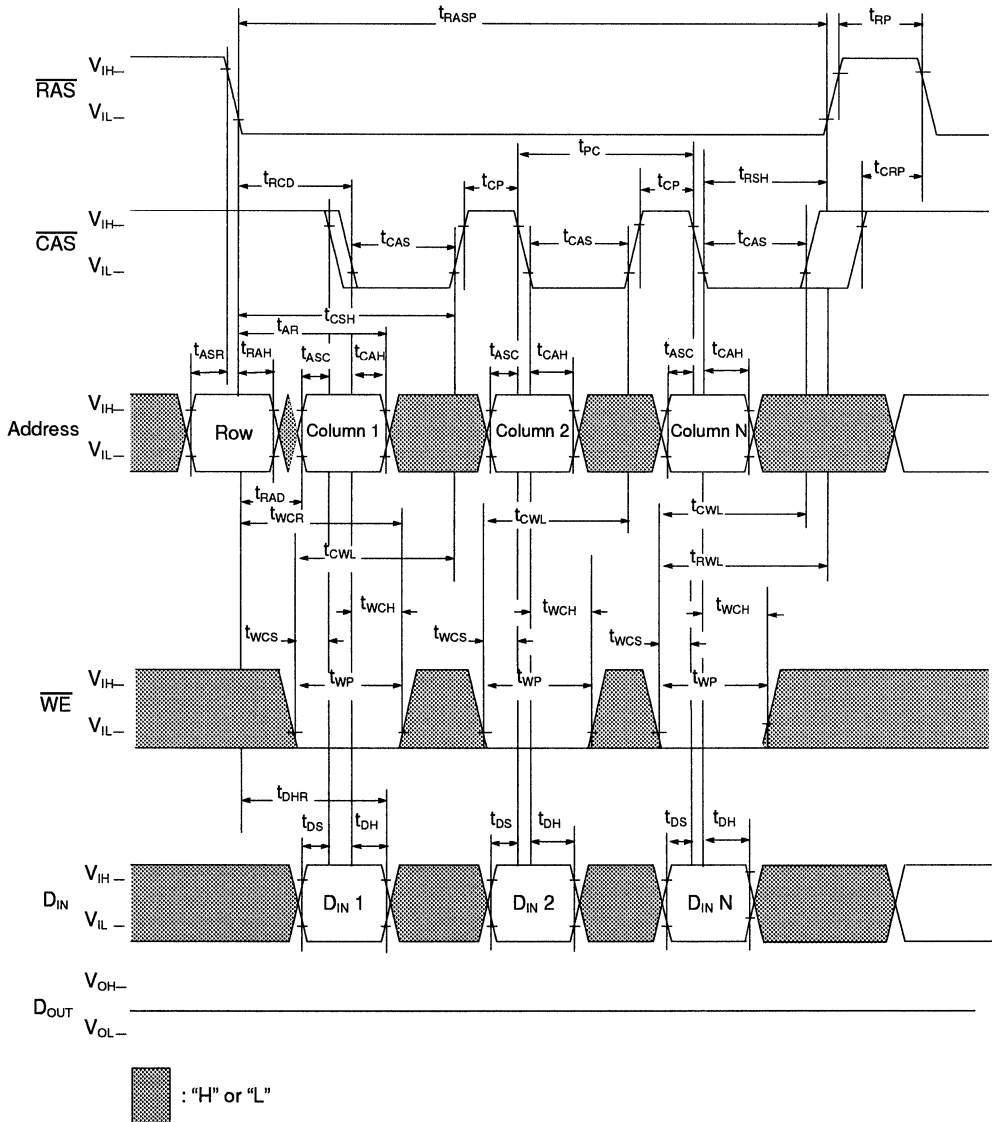 tRASP
tRP
VIH
RAS
VIL
tPC
tRCD
tCP
tCP
tRSH
tCRP
VIH
CAS
VIL
tCAS
tCAS
tCAS
tCSH
tAR
tASR
tRAH
tASC
tCAH
tASC
tCAH
tASC
tCAH
VIH
Address
VIL
Row
Column 1
Column 2
Column N
tRAD
tWCR
tCWL
tCWL
tCWL
tRWL
tWCH
tWCH
tWCH
tWCS
tWCS
tWCS
VIH
WE
VIL
tWP
tWP
tWP
tDHR
tDS
tDH
tDS
tDH
tDS
tDH
VIH
DIN
VIL
DIN 1
DIN 2
DIN N
VOH
DOUT
VOL
: “H” or “L”